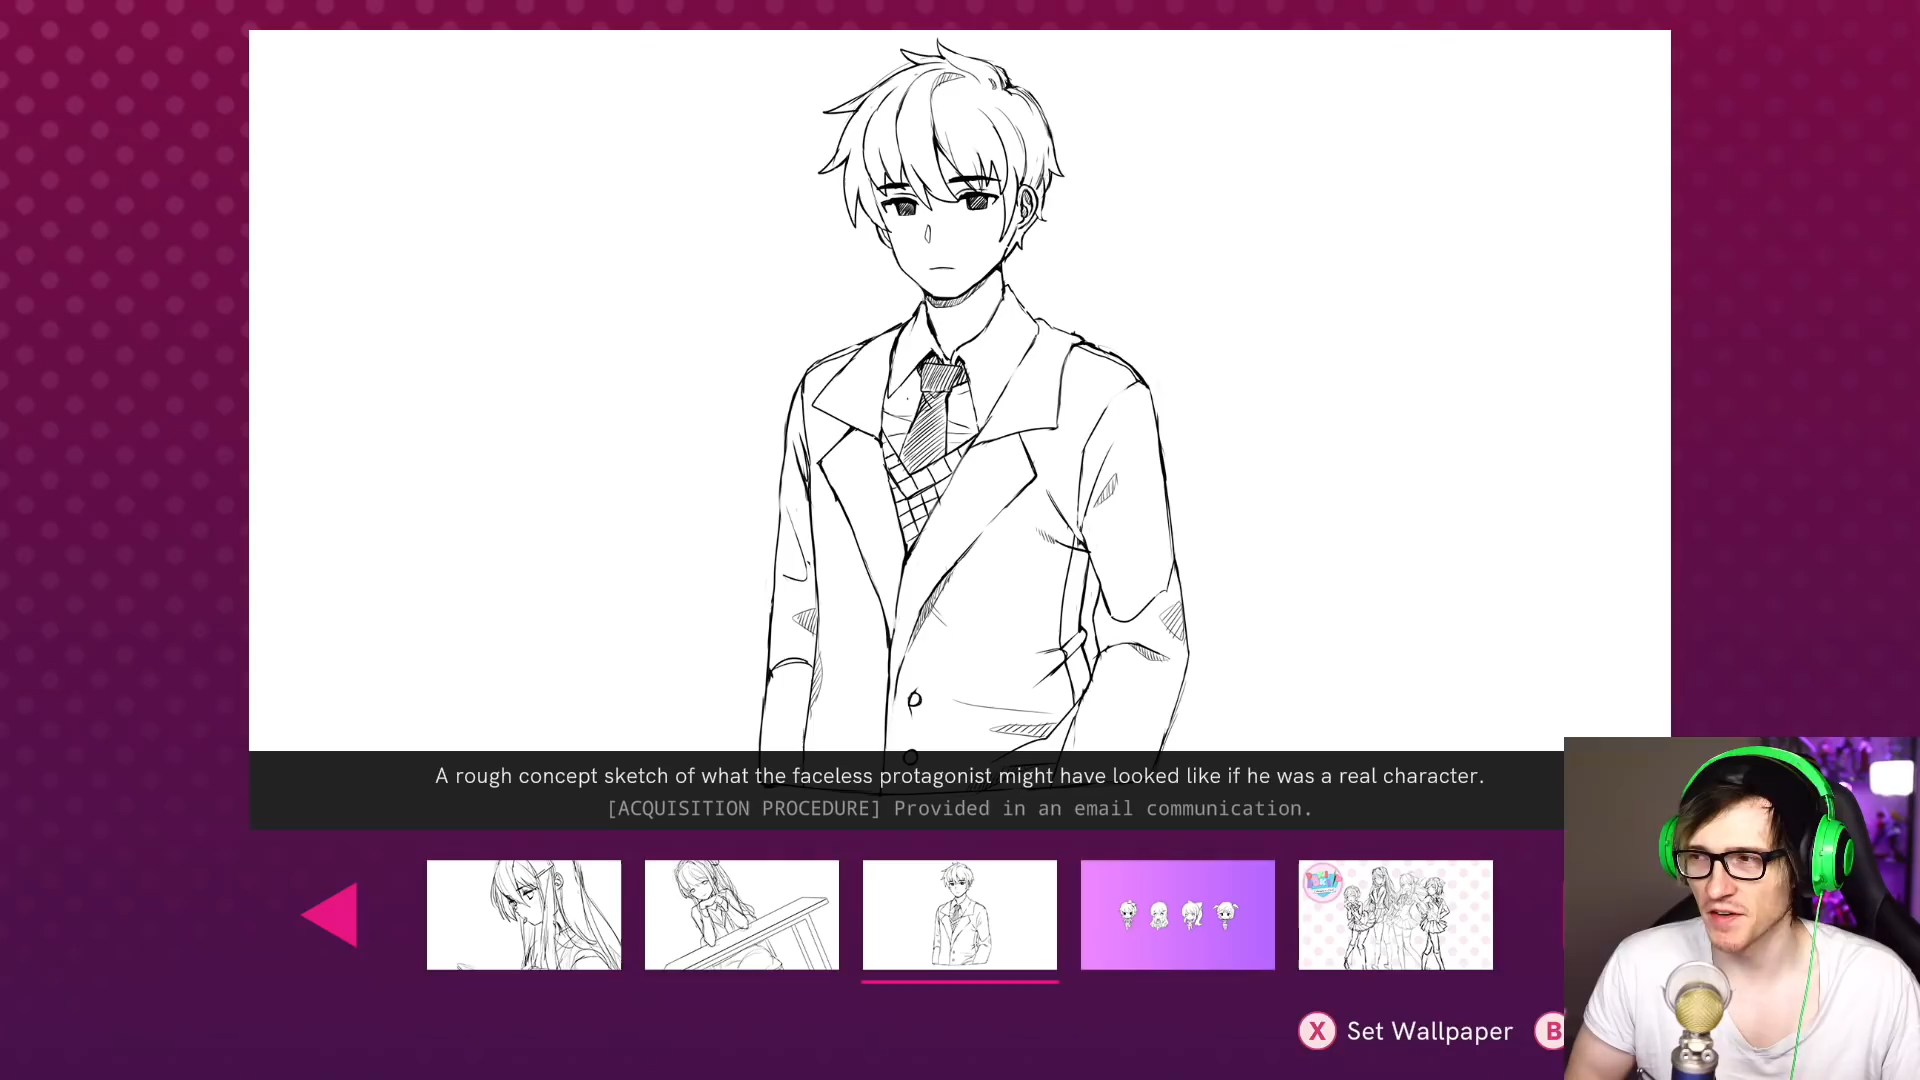 A rough concept sketch of what the faceless protagonist might have looked like if he was a real character.
[ACQUISITION PROCEDURE] Provided in an email communication.
X Set Wallpaper B